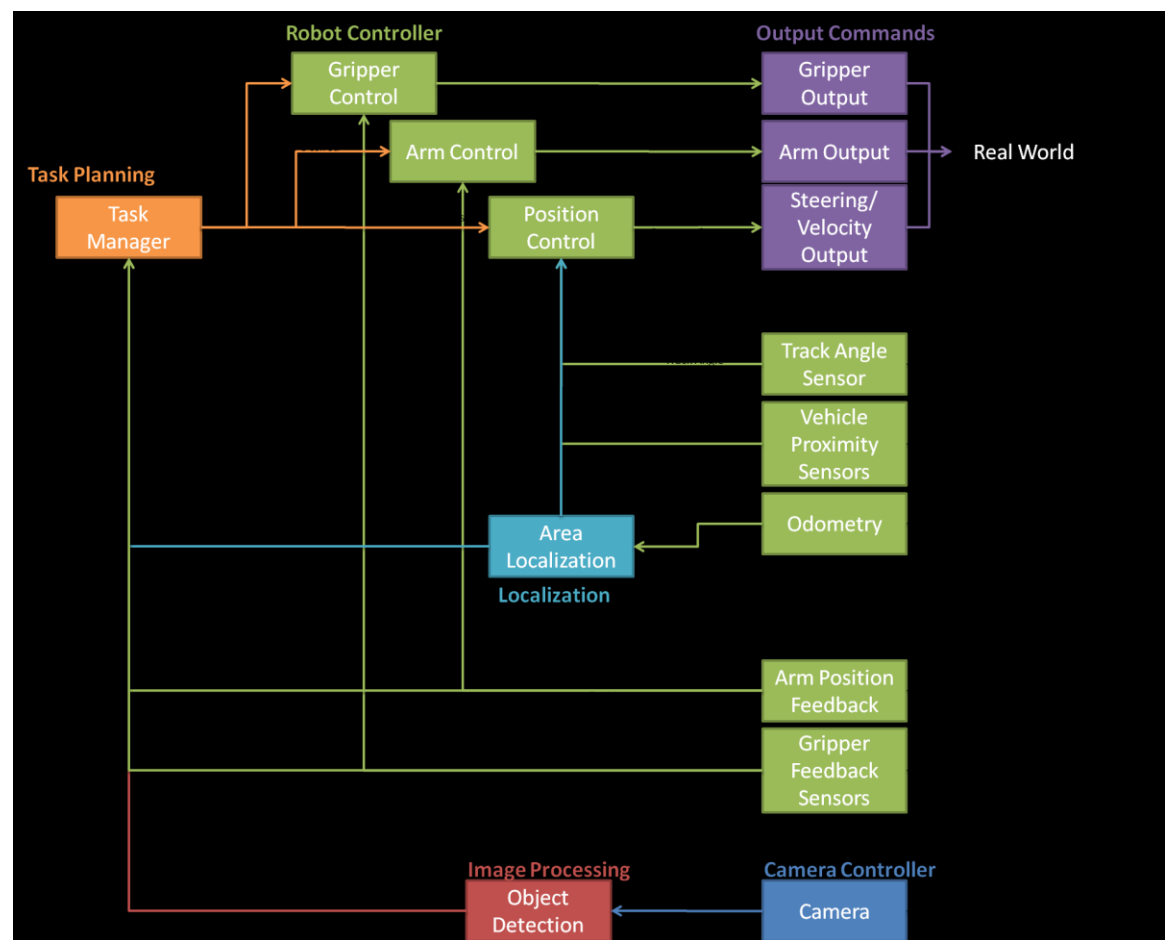 Robot Controller
Output Commands
Gripper
Control
Gripper
Output
Arm Control
Arm Output
Real World
Task Planning
Task
Manager
Position
Control
Steering/
Velocity
Output
Track Angle
Sensor
Vehicle
Proximity
Sensors
Odometry
Area
Localization
Localization
Arm Position
Feedback
Gripper
Feedback
Sensors
Image Processing
Camera Controller
Object
Detection
Camera